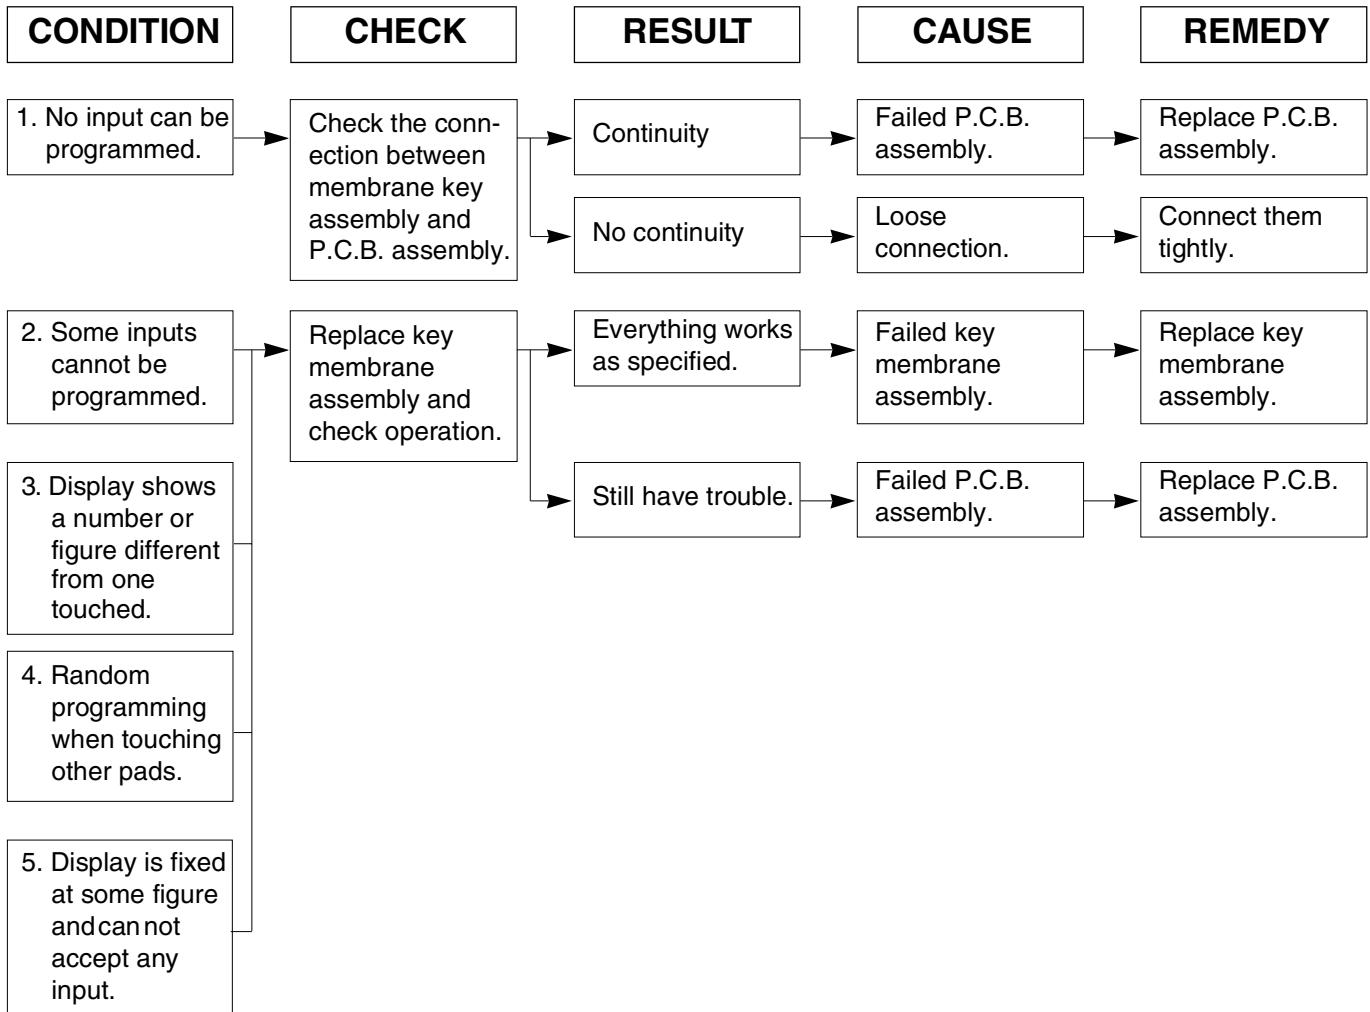 CONDITION
CHECK
RESULT
CAUSE
REMEDY
1. No input can be
programmed.
Check the conn-
ection between
membrane key
assembly and
P.C.B. assembly.
Continuity
Failed P.C.B.
assembly.
Replace P.C.B.
assembly.
No continuity
Loose
connection.
Connect them
tightly.
2. Some inputs
cannot be
programmed.
Replace key
membrane
assembly and
check operation.
Everything works
as specified.
Failed key
membrane
assembly.
Replace key
membrane
assembly.
Still have trouble.
Failed P.C.B.
assembly.
Replace P.C.B.
assembly.
3. Display shows
a number or
figure different
from one
touched.
4. Random
programming
when touching
other pads.
5. Display is fixed
at some figure
and can not
accept any
input.